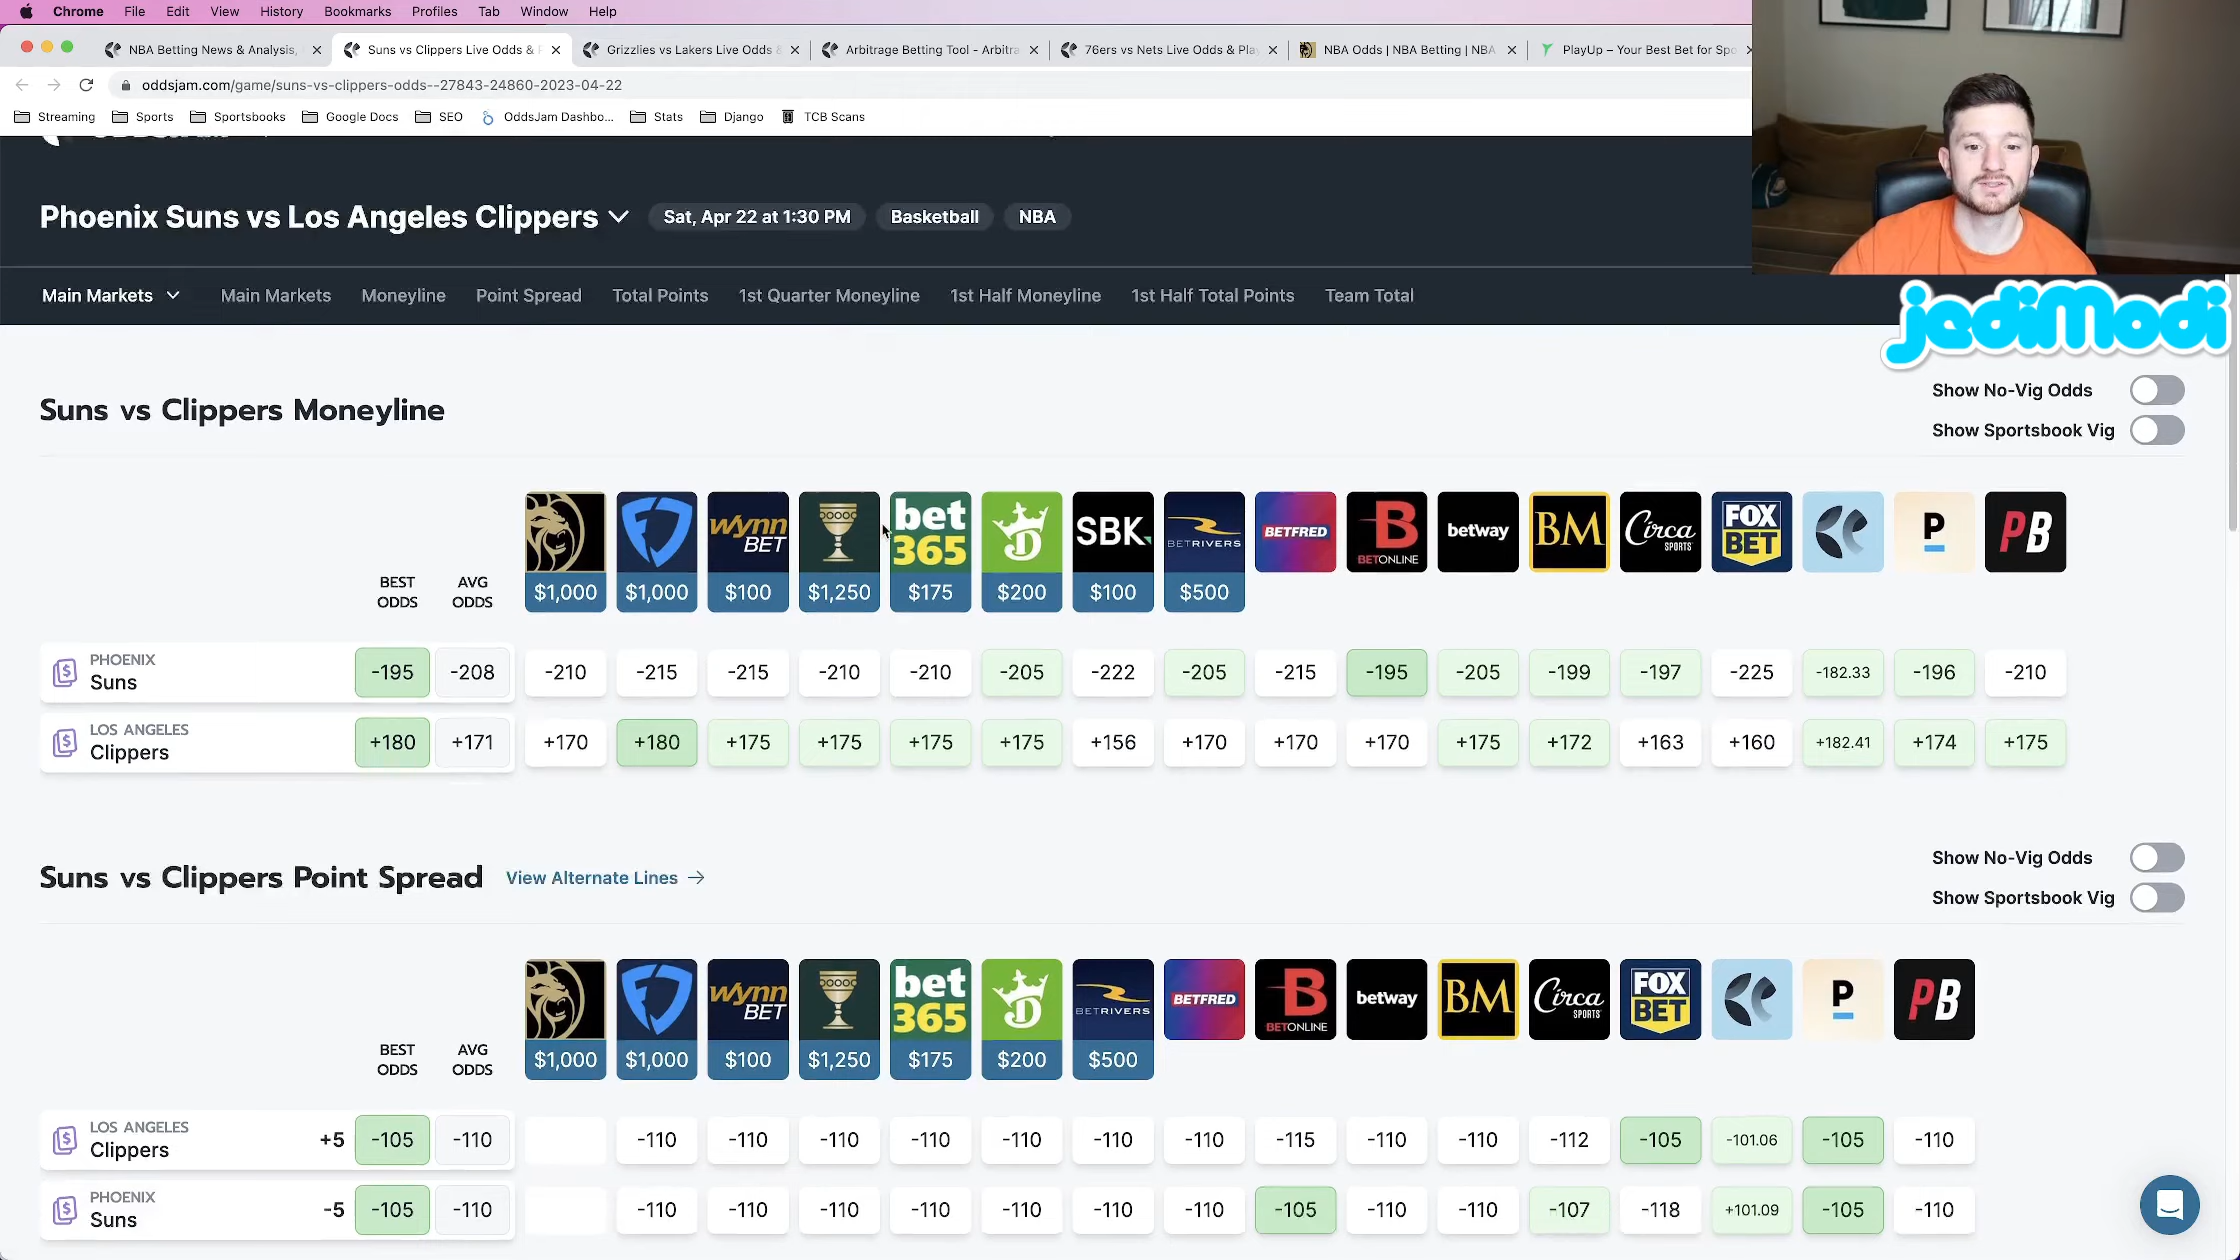 Chrome File Edit View History Bookmarks Profiles Tab Window Help
NBA Betting News & Analysis, Suns vs Clippers Live Odds & Grizzlies vs Lakers Live Odds Arbitrage Betting Tool - Arbitra 76ers vs Nets Live Odds & Pla NBA Odds | NBA Betting | NBA PlayUp – Your Best Bet for Spo
oddsjam.com/game/suns-vs-clippers-odds--27843-24860-2023-04-22
Streaming Sports Sportsbooks Google Docs SEO OddsJam Dashbo... Stats Django TCB Scans
Phoenix Suns vs Los Angeles Clippers Sat, Apr 22 at 1:30 PM Basketball NBA
Main Markets Main Markets Moneyline Point Spread Total Points 1st Quarter Moneyline 1st Half Moneyline 1st Half Total Points Team Total
jediModi
Suns vs Clippers Moneyline
Show No-Vig Odds
Show Sportsbook Vig
Wynn BET bet 365 SBK. BETRIVERS BETFRED B BETONLINE betway BM Circa SPORTS FOX BET P PB
BEST ODDS AVG ODDS $1,000 $1,000 $100 $1,250 $175 $200 $100 $500
PHOENIX
Suns -195 -208 -210 -215 -215 -210 -210 -205 -222 -205 -215 -195 -205 -199 -197 -225 -182.33 -196 -210
LOS ANGELES
Clippers +180 +171 +170 +180 +175 +175 +175 +175 +156 +170 +170 +170 +175 +172 +163 +160 +182.41 +174 +175
Suns vs Clippers Point Spread View Alternate Lines →
Show No-Vig Odds
Show Sportsbook Vig
Wynn BET bet 365 BETRIVERS BETFRED B BETONLINE betway BM Circa SPORTS FOX BET P PB
BEST ODDS AVG ODDS $1,000 $1,000 $100 $1,250 $175 $200 $500
LOS ANGELES
Clippers +5 -105 -110 -110 -110 -110 -110 -110 -110 -110 -115 -110 -110 -112 -105 -101.06 -105 -110
PHOENIX
Suns -5 -105 -110 -110 -110 -110 -110 -110 -110 -110 -105 -110 -110 -107 -118 +101.09 -105 -110